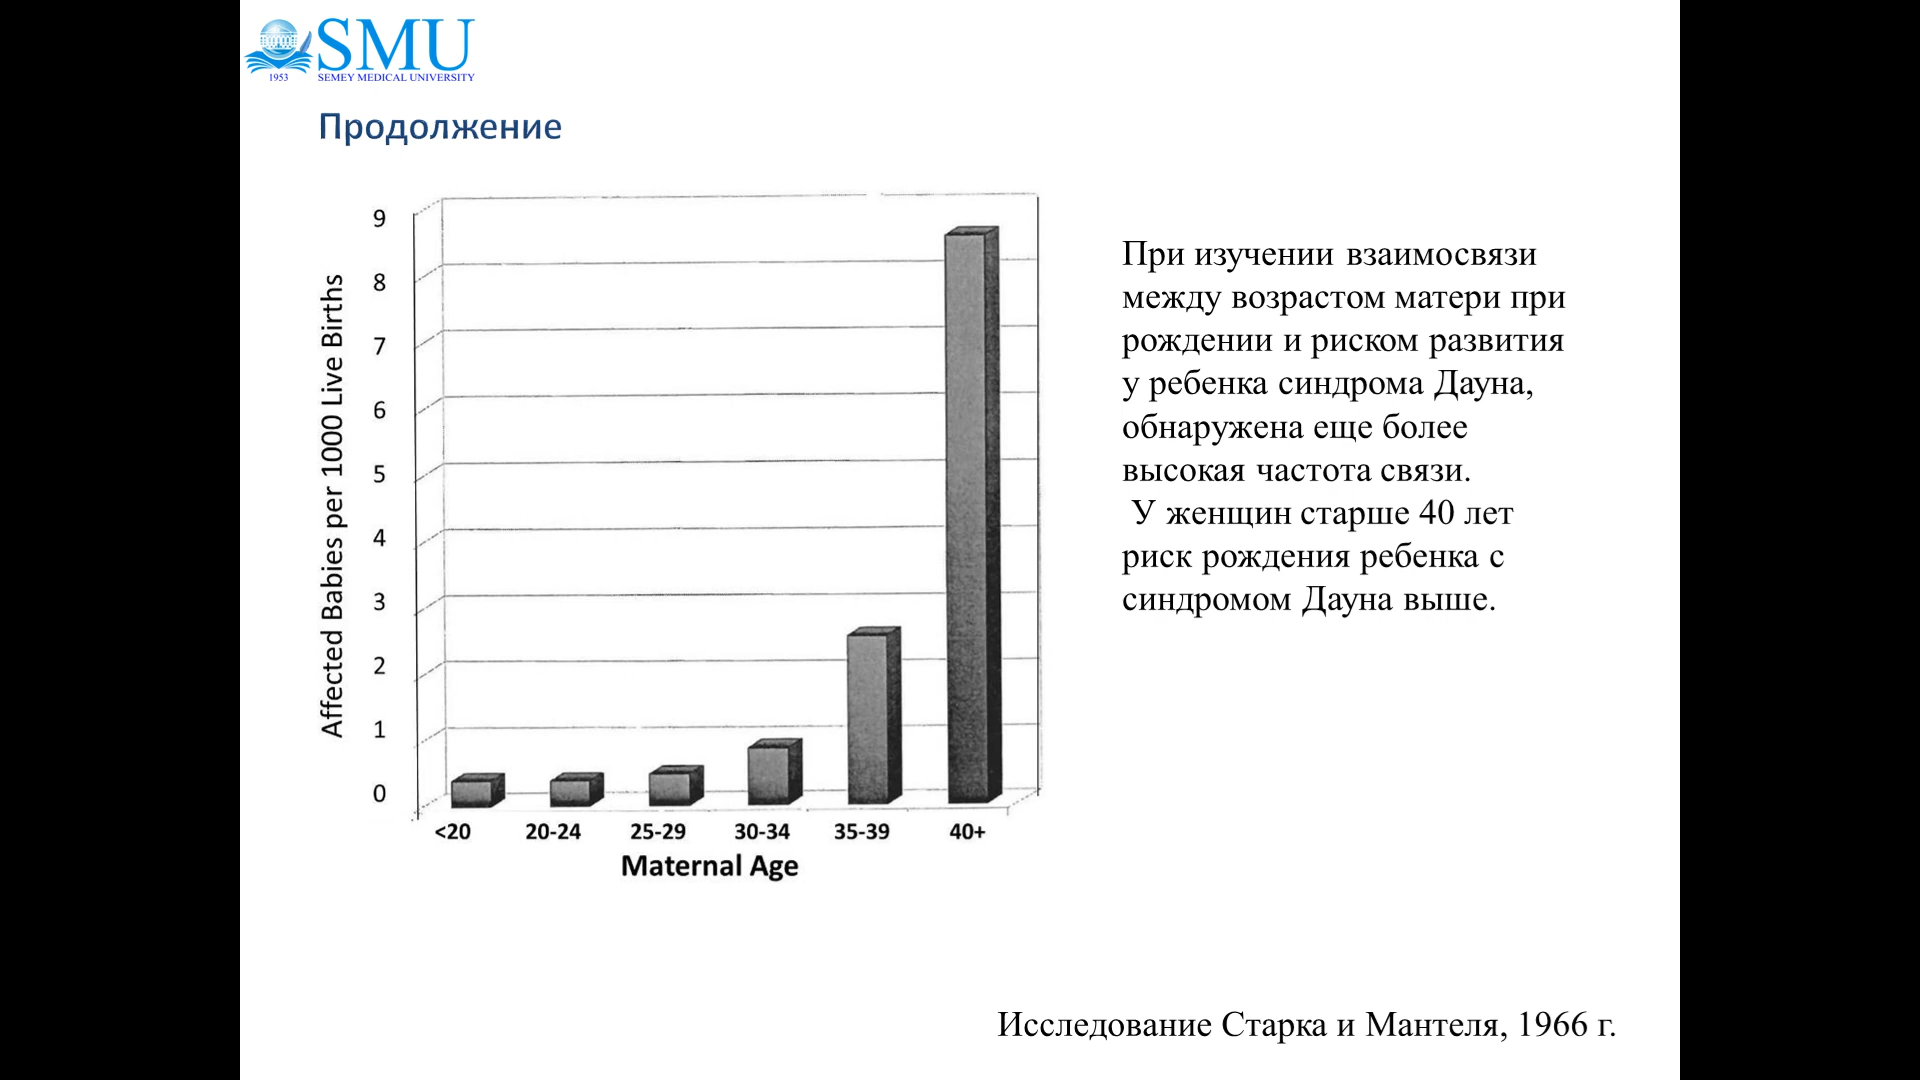 SMU
1953 SEMEY MEDICAL UNIVERSITY
Продолжение
Affected Babies per 1000 Live Births
9
8
7
6
5
4
3
2
1
0
<20 20-24 25-29 30-34 35-39 40+
Maternal Age
При изучении взаимосвязи
между возрастом матери при
рождении и риском развития
у ребенка синдрома Дауна,
обнаружена еще более
высокая частота связи.
У женщин старше 40 лет
риск рождения ребенка с
синдромом Дауна выше.
Исследование Старка и Мантеля, 1966 г.